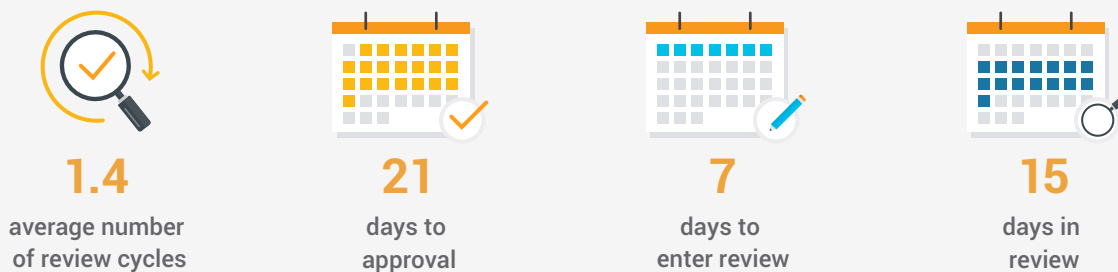 1.4
average number
of review cycles
21
days to
approval
7
days to
enter review
15
days in
review